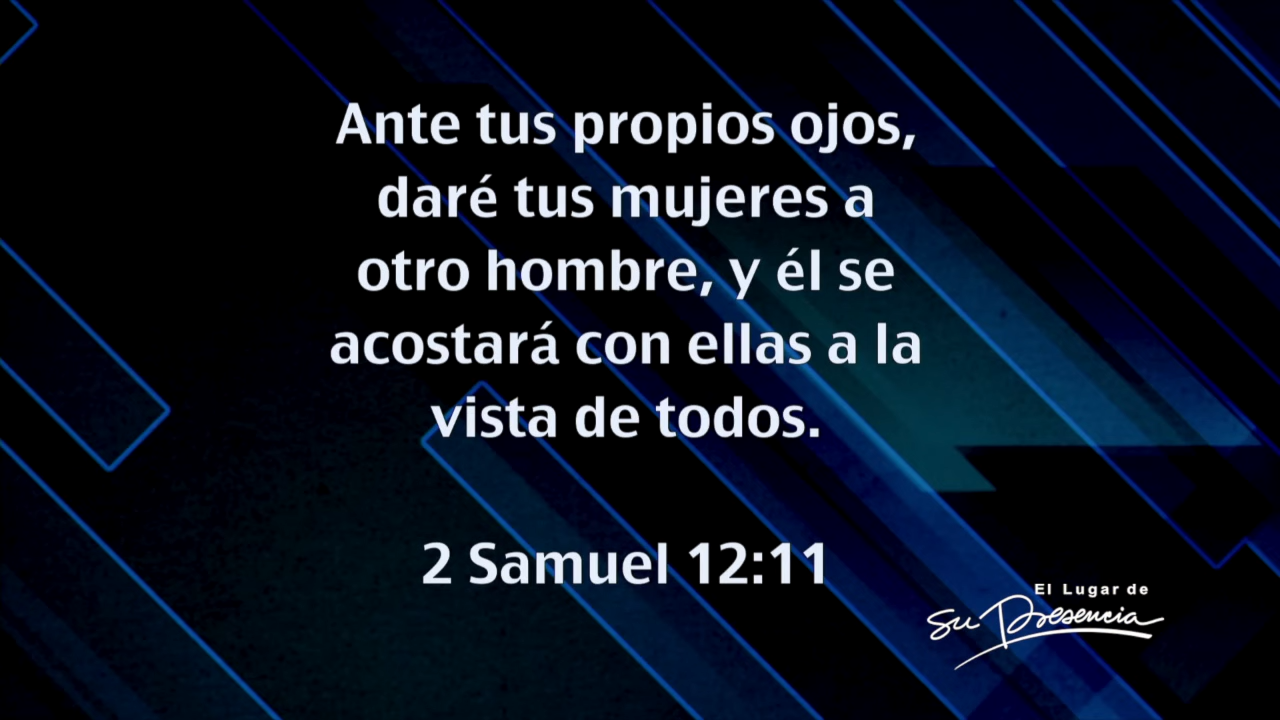 Ante tus propios ojos,
daré tus mujeres a
otro hombre, y él se
acostará con ellas a la
vista de todos.
2 Samuel 12:11
El Lugar de
Su Presencia